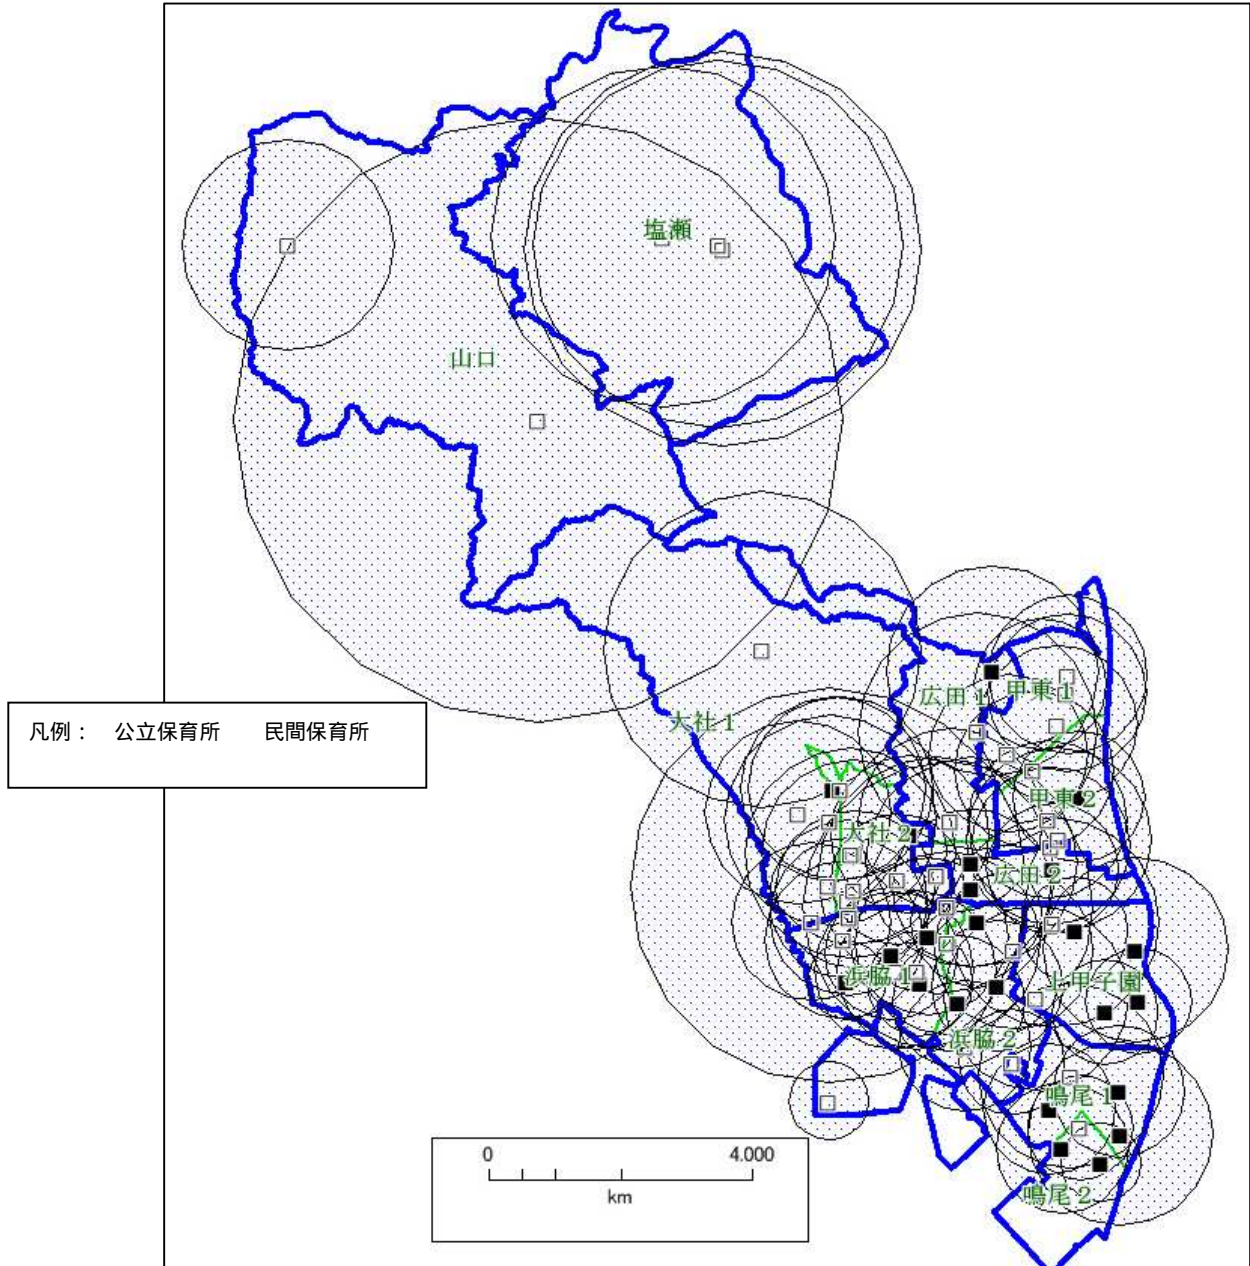 塩瀬
山口
広田1
甲東1
凡例： 公立保育所 民間保育所
大社1
甲東2
大社2
広田2
浜脇1
上甲子園
浜脇2
鳴尾1
0 4.000
km
鳴尾2